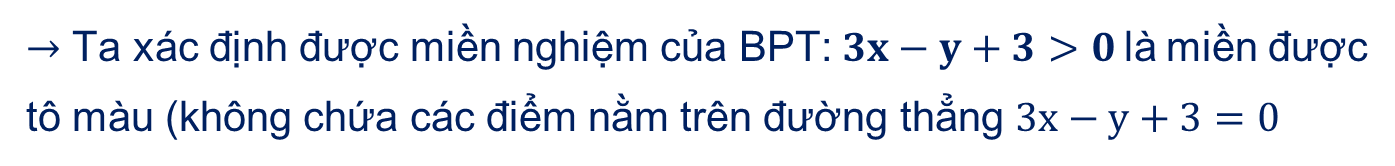 → Ta xác định được miền nghiệm của BPT: 3x − y + 3 > 0 là miền được
tô màu (không chứa các điểm nằm trên đường thẳng 3x − y + 3 = 0